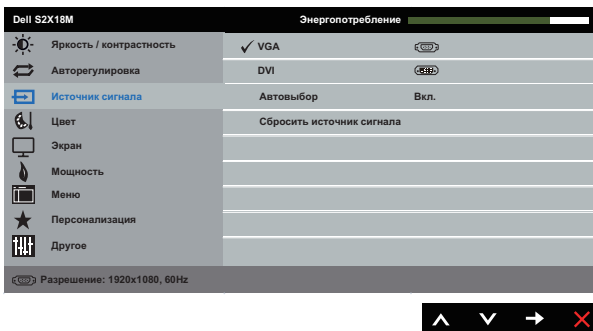 Dell S2X18M Энергопотребление
Яркость / контрастность
Авторегулировка
Источник сигнала
Цвет
Экран
Мощность
Меню
Персонализация
Другое
VGA
DVI
Автовыбор Вкл.
Сбросить источник сигнала
Разрешение: 1920x1080, 60Hz